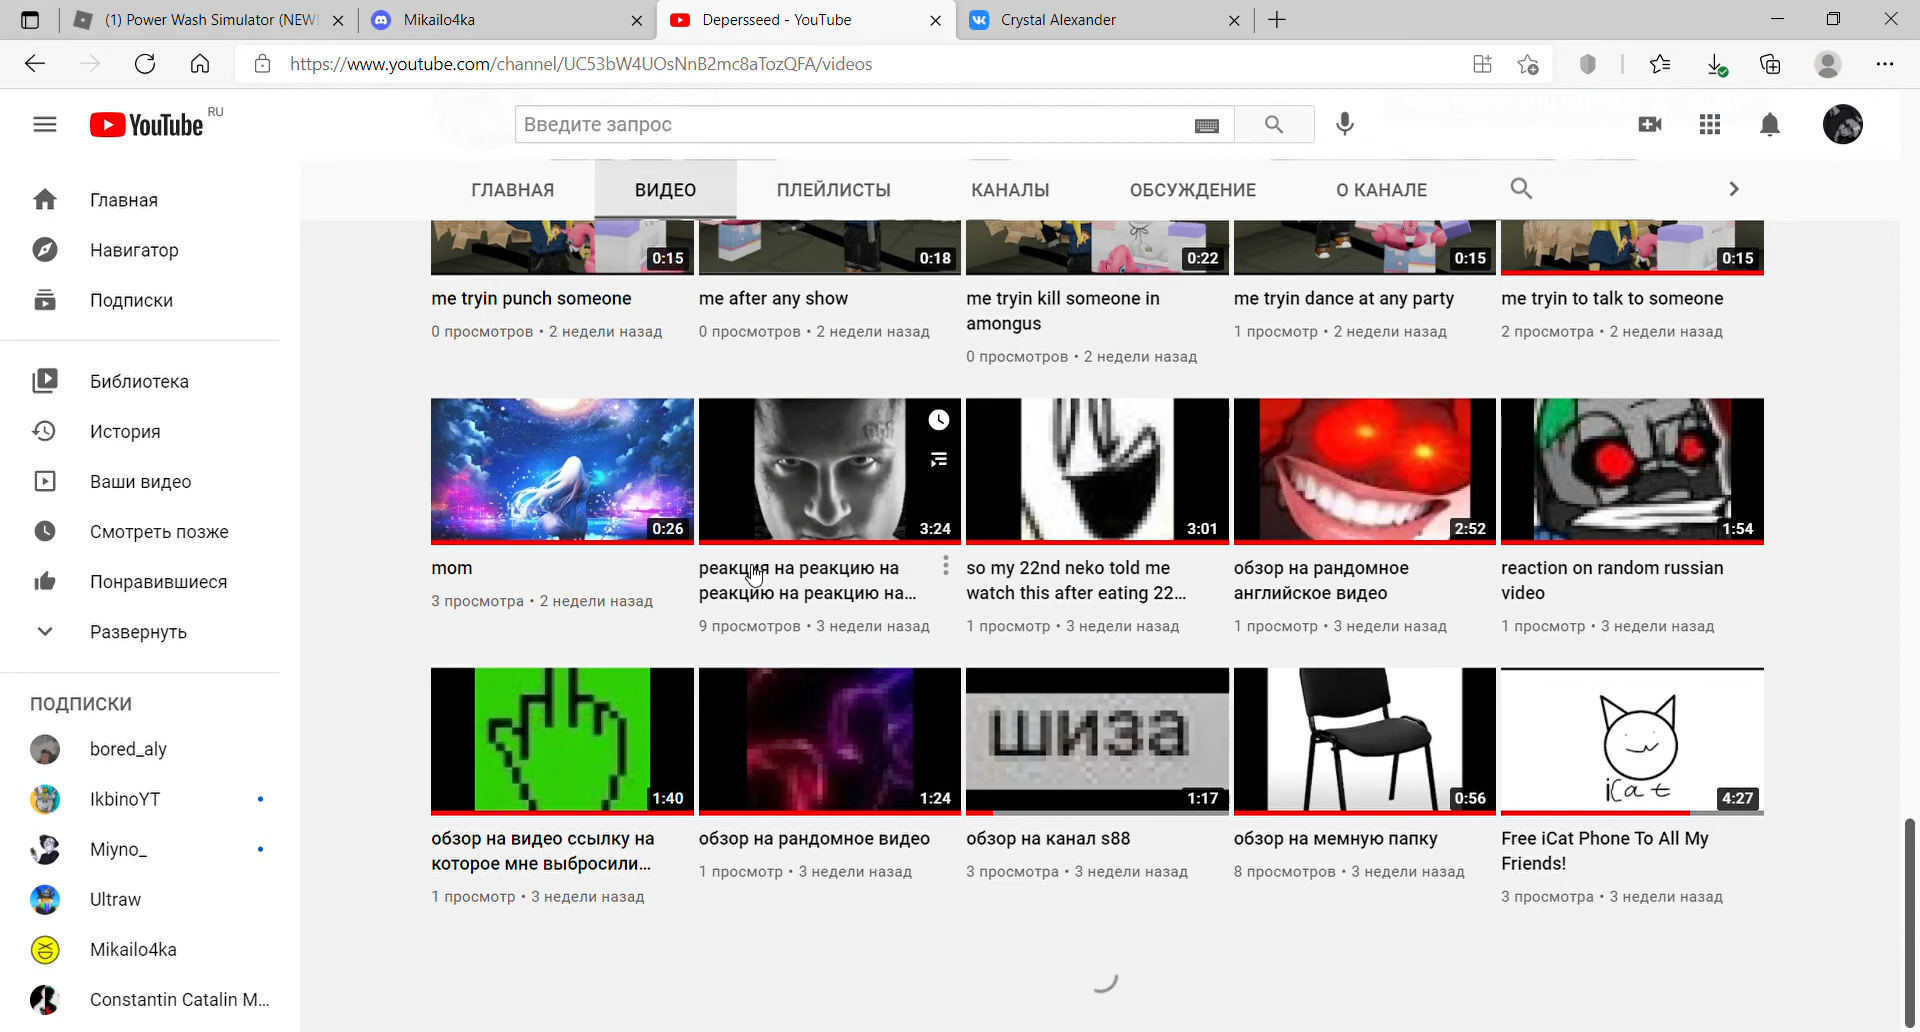 (1) Power Wash Simulator (NEW
Mikailo4ka
Depersseed - YouTube
Crystal Alexander
https://www.youtube.com/channel/UC53bW4UOsNnB2mc8aTozQFA/videos
YouTube RU
Введите запрос
ГЛАВНАЯ ВИДЕО ПЛЕЙЛИСТЫ КАНАЛЫ ОБСУЖДЕНИЕ О КАНАЛЕ
Главная
Навигатор
Подписки
Библиотека
История
Ваши видео
Смотреть позже
Понравившиеся
Развернуть
ПОДПИСКИ
bored_aly
IkbinoYT
Miyno_
Ultraw
Mikailo4ka
Constantin Catalin M...
0:15
me tryin punch someone
0 просмотров • 2 недели назад
0:18
me after any show
0 просмотров • 2 недели назад
0:22
me tryin kill someone in
amongus
0 просмотров • 2 недели назад
0:15
me tryin dance at any party
1 просмотр • 2 недели назад
0:15
me tryin to talk to someone
2 просмотра • 2 недели назад
0:26
mom
3 просмотра • 2 недели назад
3:24
реакция на реакцию на
реакцию на реакцию на...
9 просмотров • 3 недели назад
3:01
so my 22nd neko told me
watch this after eating 22...
1 просмотр • 3 недели назад
2:52
обзор на рандомное
английское видео
1 просмотр • 3 недели назад
1:54
reaction on random russian
video
1 просмотр • 3 недели назад
1:40
обзор на видео ссылку на
которое мне выбросили...
1 просмотр • 3 недели назад
1:24
обзор на рандомное видео
1 просмотр • 3 недели назад
шиза
1:17
обзор на канал s88
3 просмотра • 3 недели назад
0:56
обзор на мемную папку
8 просмотров • 3 недели назад
iCat
4:27
Free iCat Phone To All My
Friends!
3 просмотра • 3 недели назад